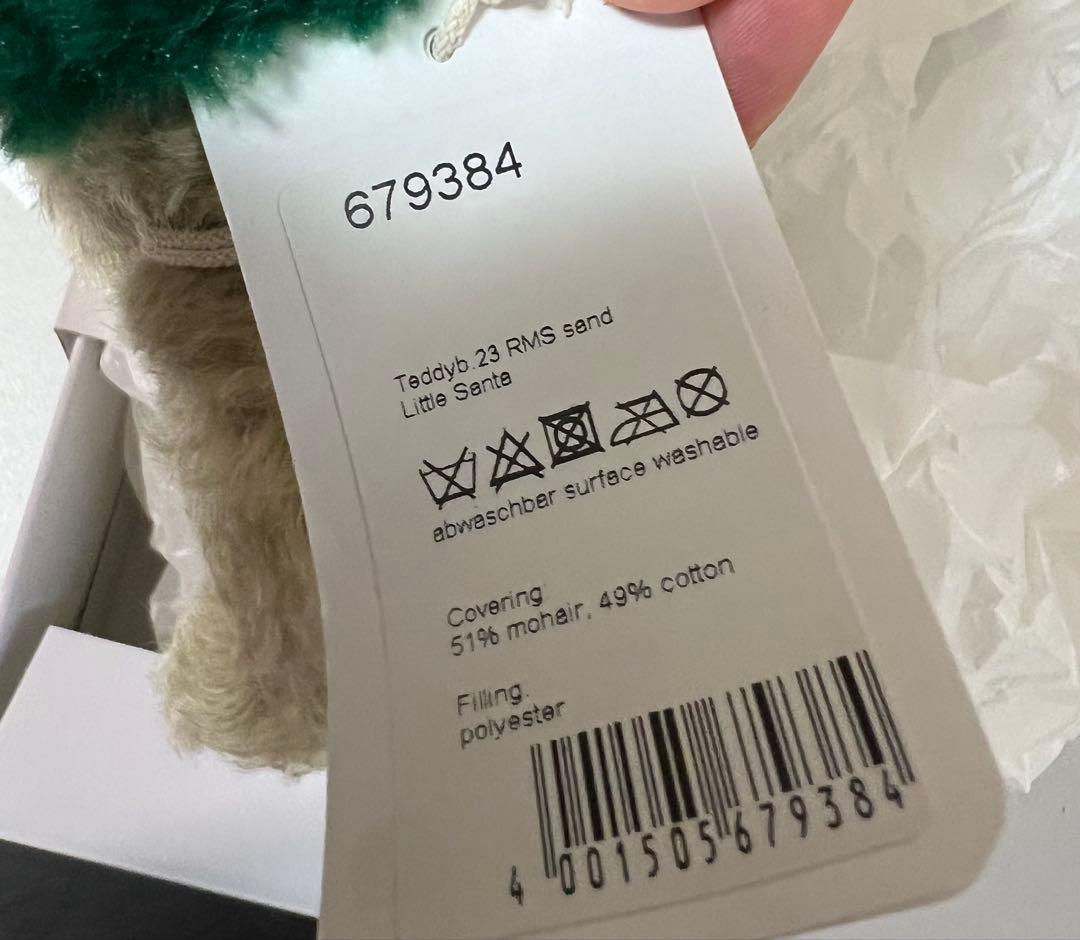 679384
Teddyb.23 RMS sand
Little Santa
abwaschbar surface washable
Covering:
51% mohair, 49% cotton
Filling:
polyester
4 001505 679384